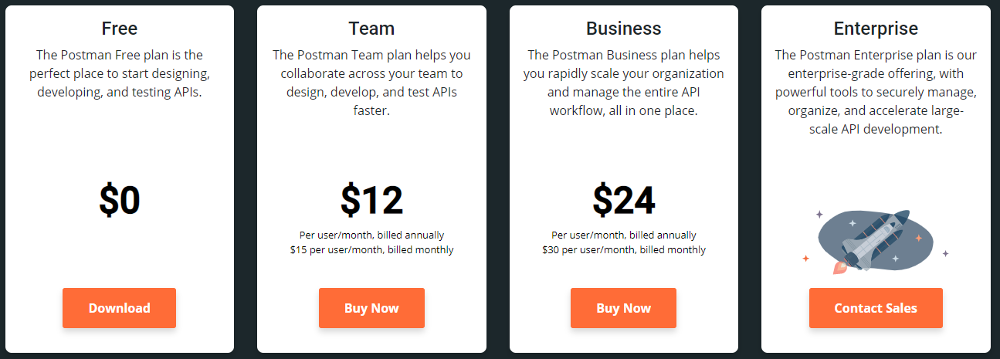 Free
The Postman Free plan is the
perfect place to start designing,
developing, and testing APIs.
$0
Download
Team
The Postman Team plan helps you
collaborate across your team to
design, develop, and test APIs
faster.
$12
Per user/month, billed annually
$15 per user/month, billed monthly
Buy Now
Business
The Postman Business plan helps
you rapidly scale your organization
and manage the entire API
workflow, all in one place.
$24
Per user/month, billed annually
$30 per user/month, billed monthly
Buy Now
Enterprise
The Postman Enterprise plan is our
enterprise-grade offering, with
powerful tools to securely manage,
organize, and accelerate large-
scale API development.
Contact Sales